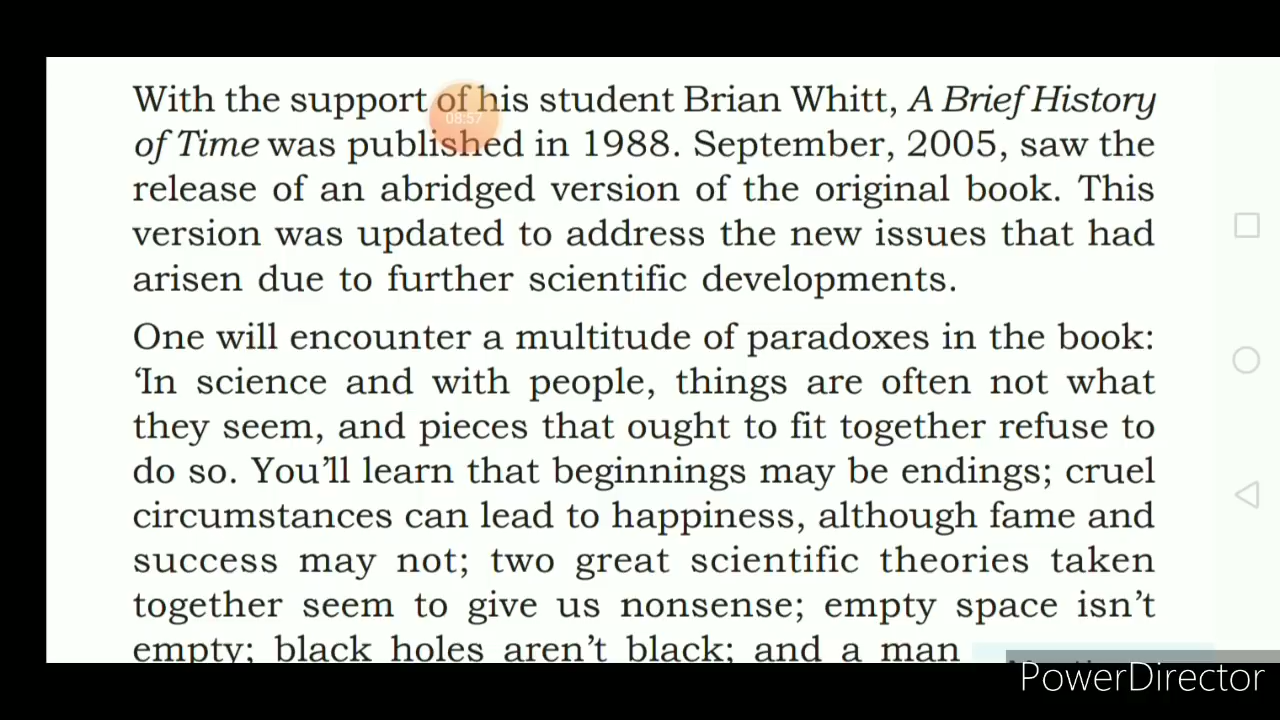 With the support of his student Brian Whitt, A Brief History
08:57
of Time was published in 1988. September, 2005, saw the
release of an abridged version of the original book. This
version was updated to address the new issues that had
arisen due to further scientific developments.
One will encounter a multitude of paradoxes in the book:
‘In science and with people, things are often not what
they seem, and pieces that ought to fit together refuse to
do so. You’ll learn that beginnings may be endings; cruel
circumstances can lead to happiness, although fame and
success may not; two great scientific theories taken
together seem to give us nonsense; empty space isn’t
empty; black holes aren’t black; and a man
PowerDirector